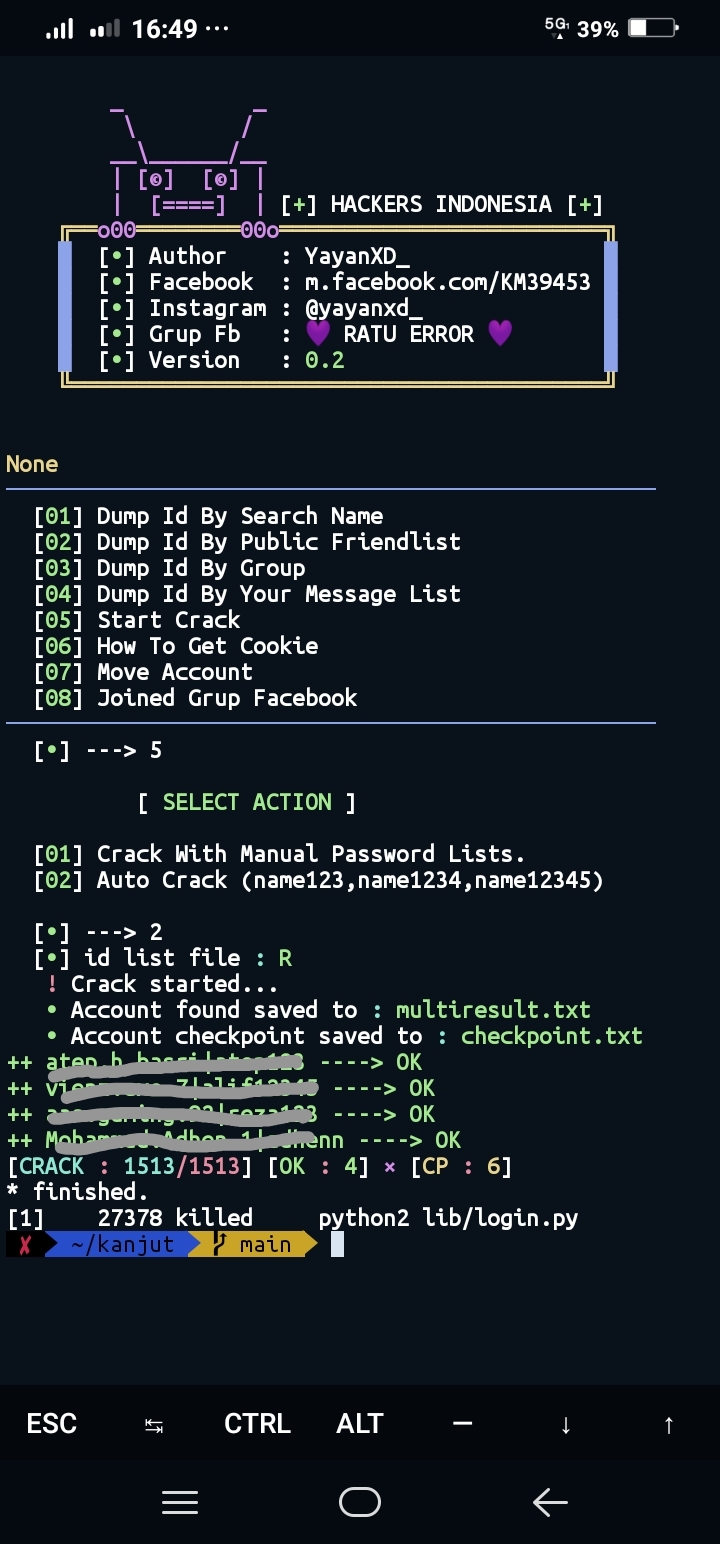 16:49 ...
5G 39%
[+] HACKERS INDONESIA [+]
[•] Author : YayanXD_
[•] Facebook : m.facebook.com/KM39453
[•] Instagram : @yayanxd_
[•] Grup Fb : 💜 RATU ERROR 💜
[•] Version : 0.2
None
[01] Dump Id By Search Name
[02] Dump Id By Public Friendlist
[03] Dump Id By Group
[04] Dump Id By Your Message List
[05] Start Crack
[06] How To Get Cookie
[07] Move Account
[08] Joined Grup Facebook
[•] ---> 5
[ SELECT ACTION ]
[01] Crack With Manual Password Lists.
[02] Auto Crack (name123,name1234,name12345)
[•] ---> 2
[•] id list file : R
! Crack started...
• Account found saved to : multiresult.txt
• Account checkpoint saved to : checkpoint.txt
++ ----> OK
++ ----> OK
++ ----> OK
++ ----> OK
[CRACK : 1513/1513] [OK : 4] × [CP : 6]
* finished.
[1] 27378 killed python2 lib/login.py
✘ ~/kanjut main
ESC CTRL ALT — ↓ ↑